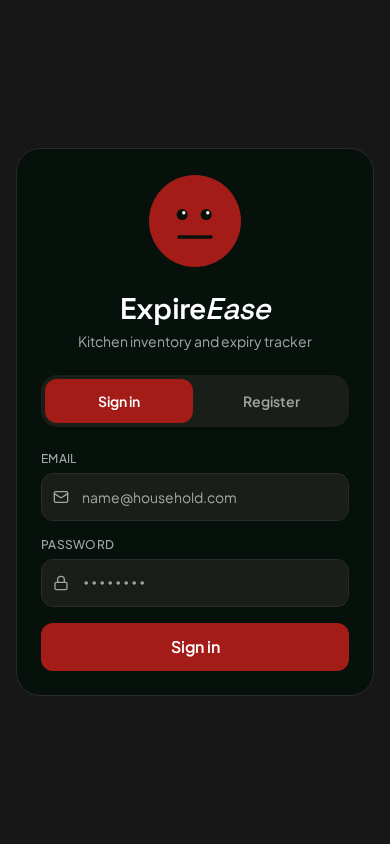 ExpireEase
Kitchen inventory and expiry tracker
Sign in
Register
EMAIL
name@household.com
PASSWORD
••••••••
Sign in